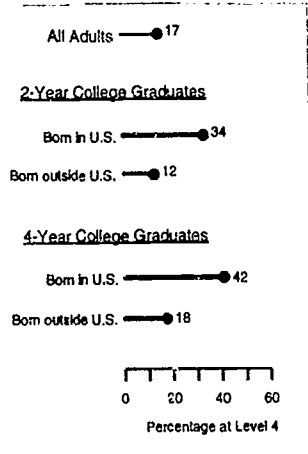 All Adults 17
2-Year College Graduates
Born in U.S. 34
Born outside U.S. 12
4-Year College Graduates
Born in U.S. 42
Born outside U.S. 18
0 20 40 60
Percentage at Level 4